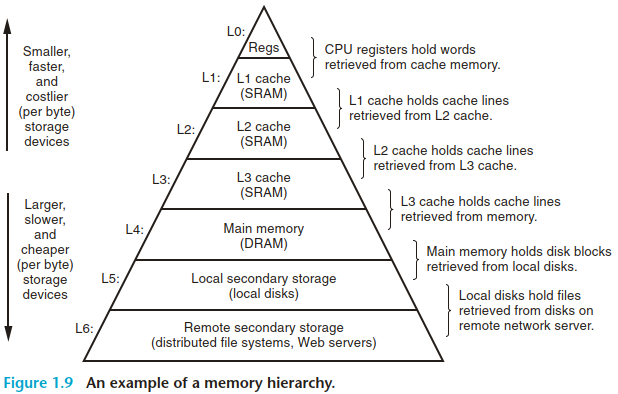 Smaller,
faster,
and
costlier
(per byte)
storage
devices
Larger,
slower,
and
cheaper
(per byte)
storage
devices
L0:
Regs
CPU registers hold words
retrieved from cache memory.
L1:
L1 cache
(SRAM)
L1 cache holds cache lines
retrieved from L2 cache.
L2:
L2 cache
(SRAM)
L2 cache holds cache lines
retrieved from L3 cache.
L3:
L3 cache
(SRAM)
L3 cache holds cache lines
retrieved from memory.
L4:
Main memory
(DRAM)
Main memory holds disk blocks
retrieved from local disks.
L5:
Local secondary storage
(local disks)
Local disks hold files
retrieved from disks on
remote network server.
L6:
Remote secondary storage
(distributed file systems, Web servers)
Figure 1.9 An example of a memory hierarchy.